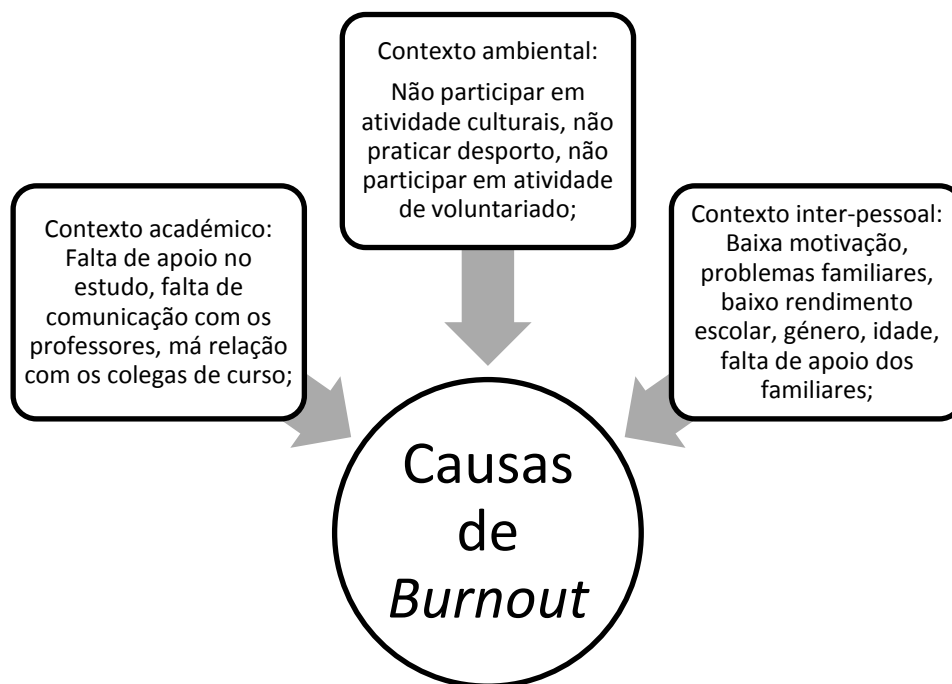 Contexto ambiental:
Não participar em
atividade culturais, não
praticar desporto, não
participar em atividade
de voluntariado;
Contexto académico:
Falta de apoio no
estudo, falta de
comunicação com os
professores, má relação
com os colegas de curso;
Contexto inter-pessoal:
Baixa motivação,
problemas familiares,
baixo rendimento
escolar, género, idade,
falta de apoio dos
familiares;
Causas
de
Burnout